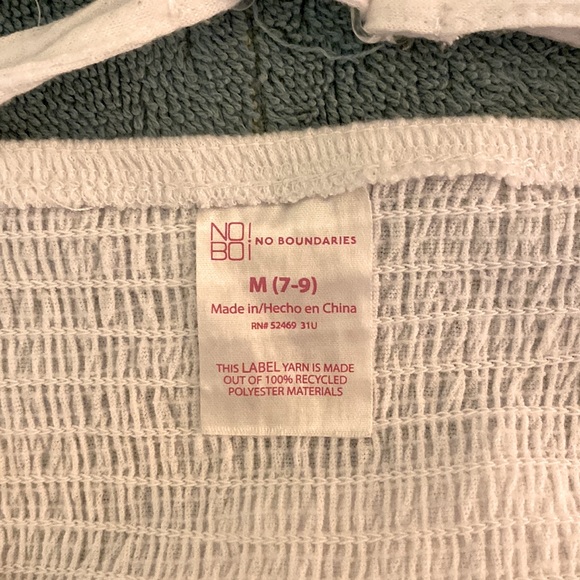 NO!
BO!
NO BOUNDARIES
M (7-9)
Made in/Hecho en China
RN# 52469 31U
THIS LABEL YARN IS MADE
OUT OF 100% RECYCLED
POLYESTER MATERIALS